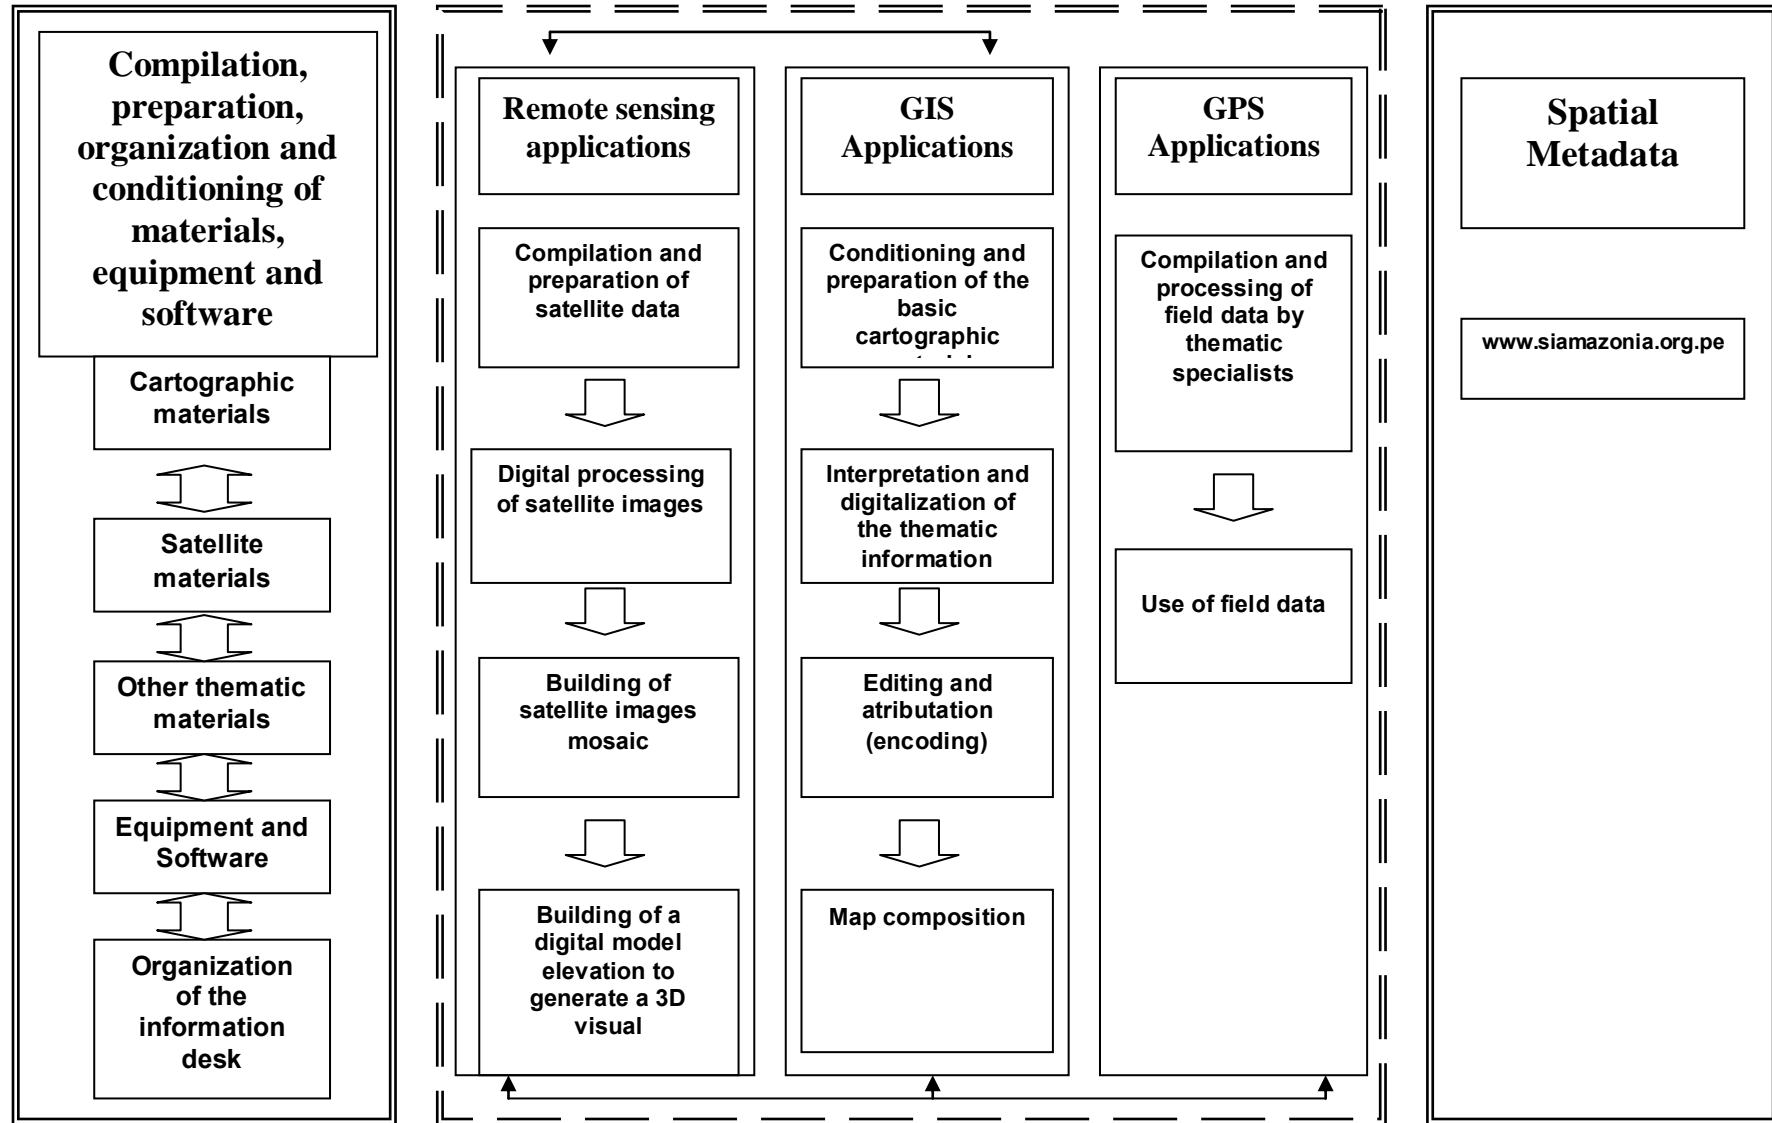 Compilation,
preparation,
organization and
conditioning of
materials,
equipment and
software
Cartographic
materials
Satellite
materials
Other thematic
materials
Equipment and
Software
Organization
of the
information
desk
Remote sensing
applications
Compilation and
preparation of
satellite data
Digital processing
of satellite images
Building of
satellite images
mosaic
Building of a
digital model
elevation to
generate a 3D
visual
GIS
Applications
Conditioning and
preparation of the
basic
cartographic
Interpretation and
digitalization of
the thematic
information
Editing and
atributation
(encoding)
Map composition
GPS
Applications
Compilation and
processing of
field data by
thematic
specialists
Use of field data
Spatial
Metadata
www.siamazonia.org.pe